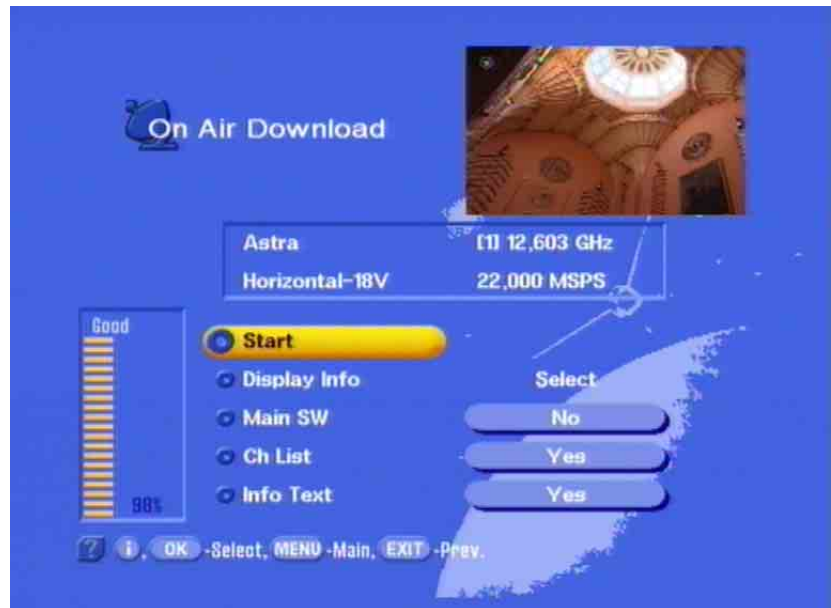 On Air Download
Astra [1] 12,603 GHz
Horizontal-18V 22,000 MSPS
Good
Start
Display Info Select
Main SW No
Ch List Yes
Info Text Yes
98%
? i, OK -Select, MENU -Main, EXIT -Prev.